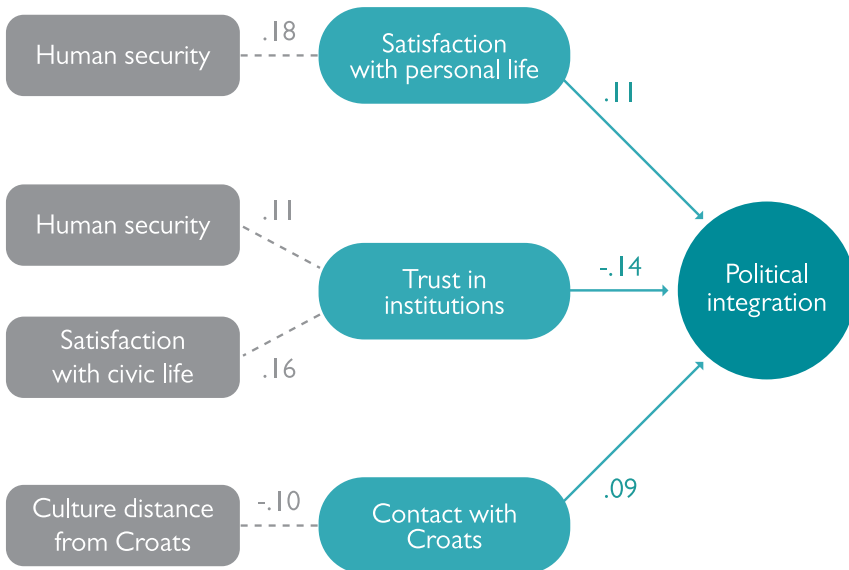 Human security
.18
Satisfaction
with personal life
.11
Human security
.11
Trust in
institutions
-.14
Political
integration
Satisfaction
with civic life
.16
Culture distance
from Croats
-.10
Contact with
Croats
.09